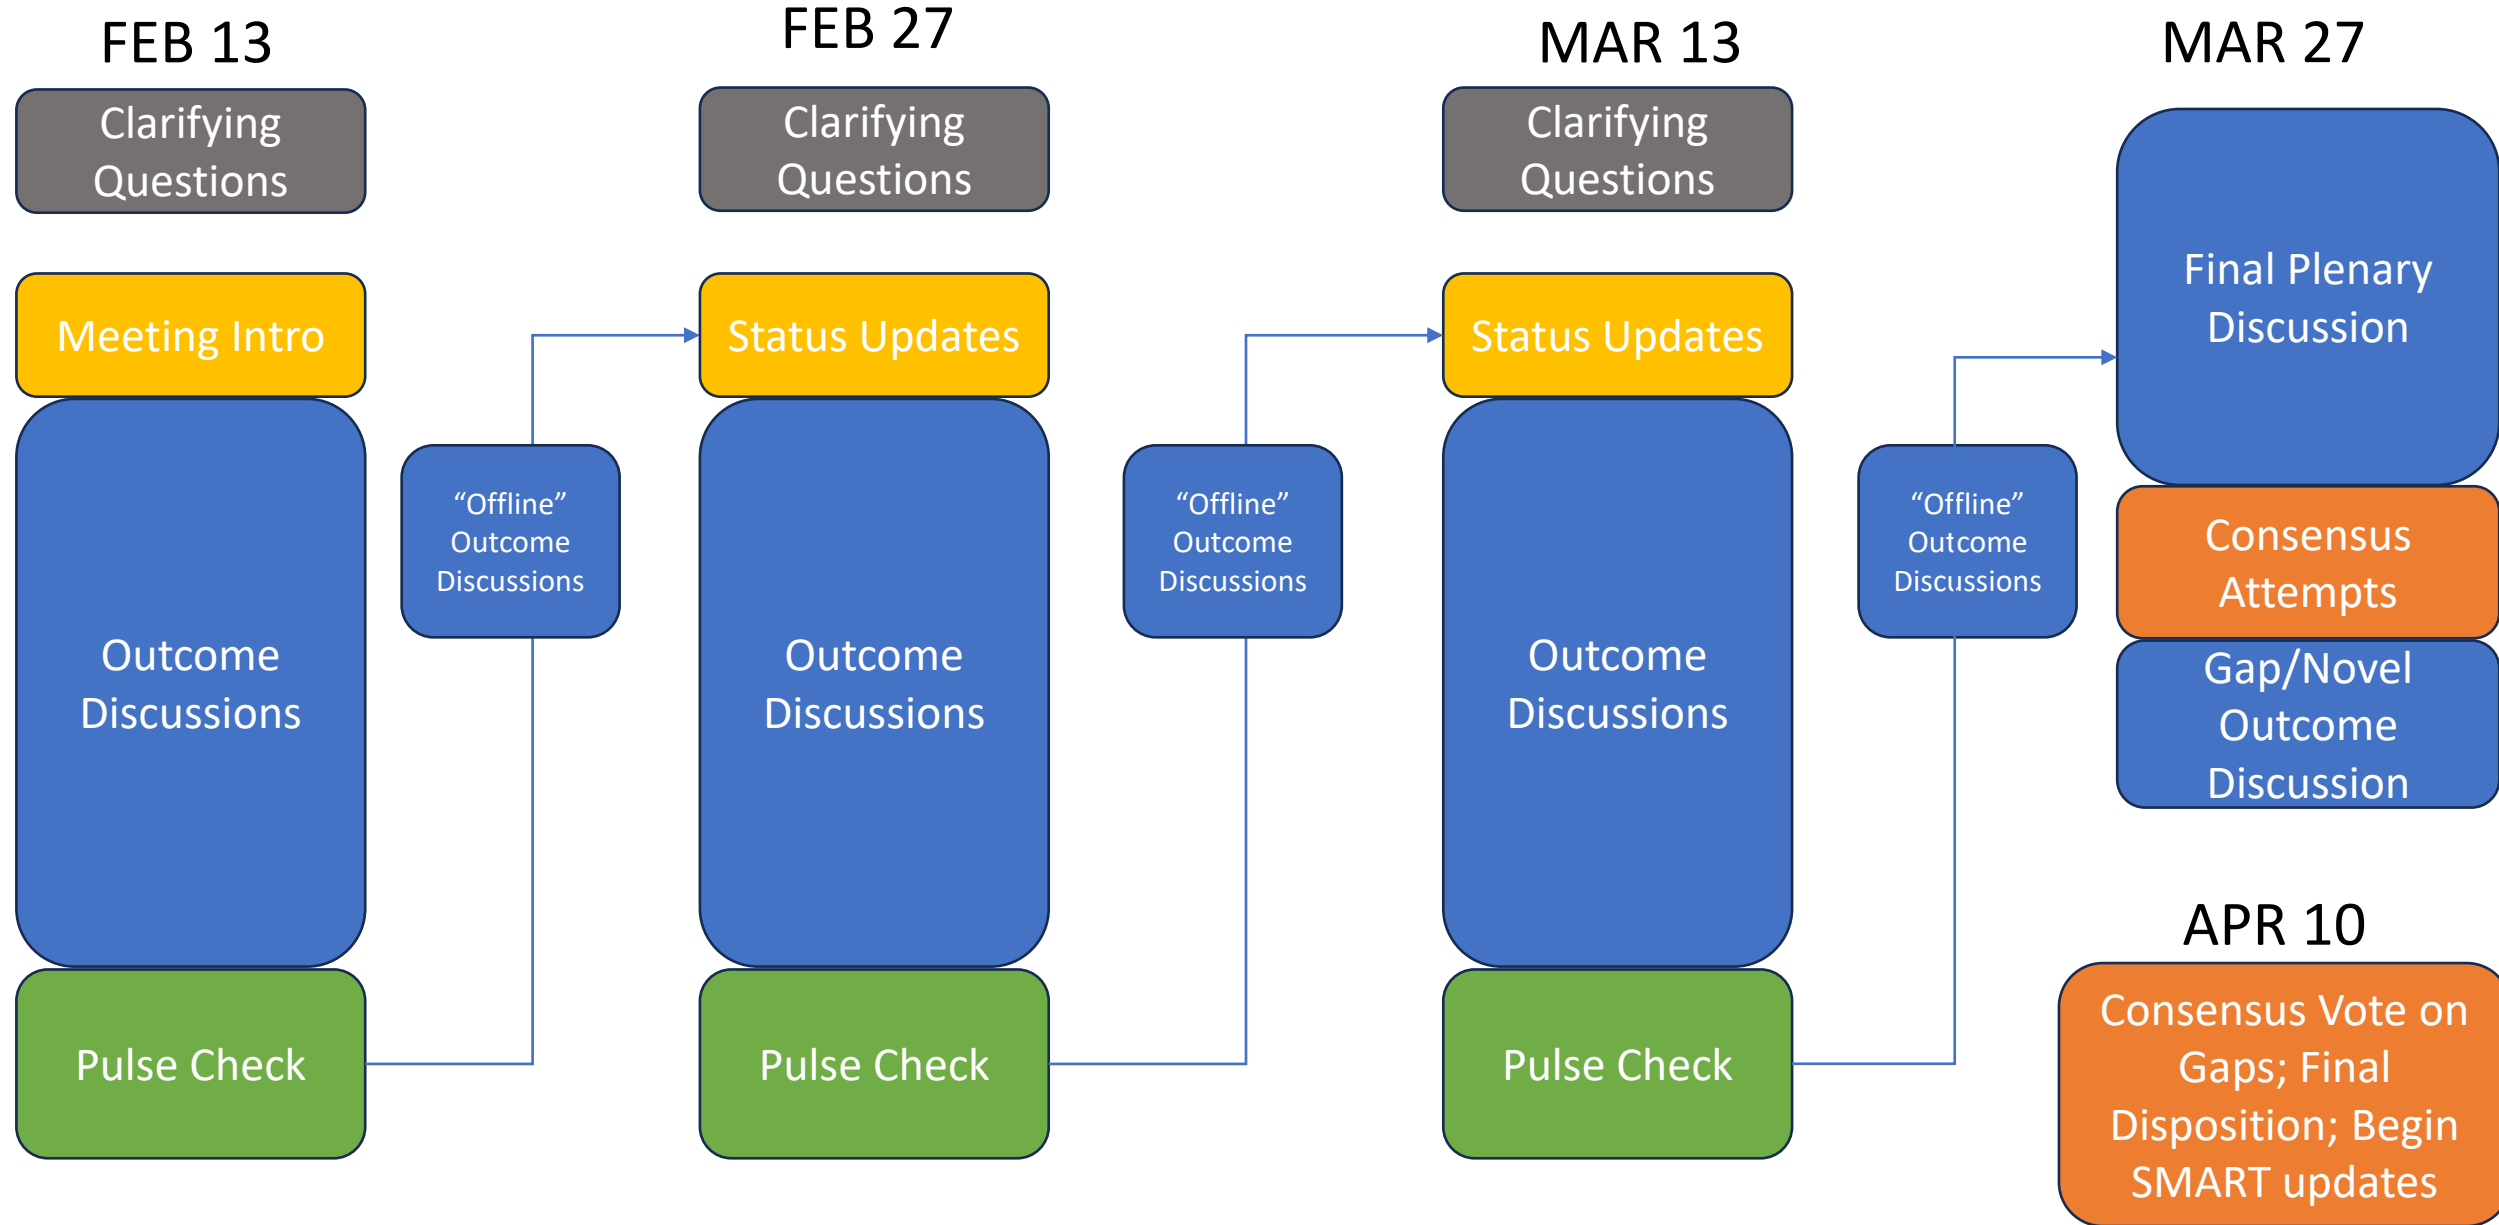 FEB 13
Clarifying
Questions
Meeting Intro
Outcome
Discussions
Pulse Check
“Offline”
Outcome
Discussions
FEB 27
Clarifying
Questions
Status Updates
Outcome
Discussions
Pulse Check
“Offline”
Outcome
Discussions
MAR 13
Clarifying
Questions
Status Updates
Outcome
Discussions
Pulse Check
“Offline”
Outcome
Discussions
MAR 27
Final Plenary
Discussion
Consensus
Attempts
Gap/Novel
Outcome
Discussion
APR 10
Consensus Vote on
Gaps; Final
Disposition; Begin
SMART updates